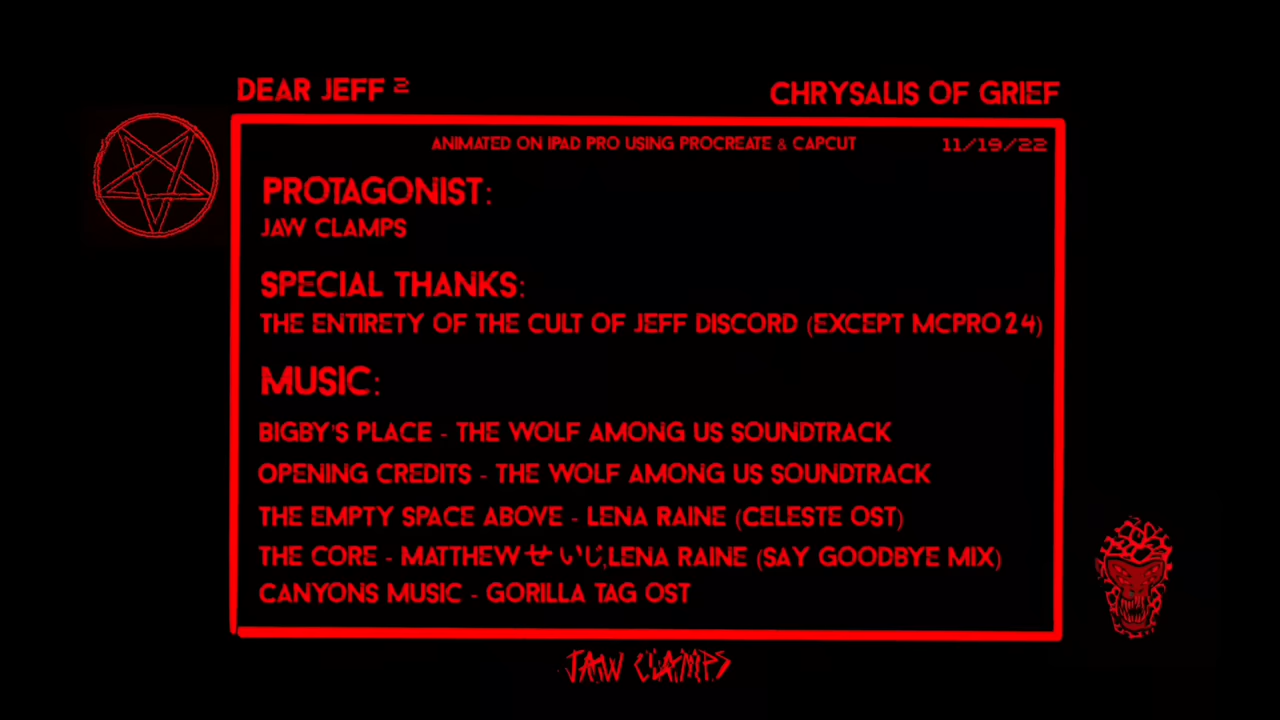 DEAR JEFF 2
CHRYSALIS OF GRIEF
ANIMATED ON IPAD PRO USING PROCREATE & CAPCUT
11/19/22
PROTAGONIST:
JAW CLAMPS
SPECIAL THANKS:
THE ENTIRETY OF THE CULT OF JEFF DISCORD (EXCEPT MCPRO24)
MUSIC:
BIGBY'S PLACE - THE WOLF AMONG US SOUNDTRACK
OPENING CREDITS - THE WOLF AMONG US SOUNDTRACK
THE EMPTY SPACE ABOVE - LENA RAINE (CELESTE OST)
THE CORE - MATTHEWせいじ,LENA RAINE (SAY GOODBYE MIX)
CANYONS MUSIC - GORILLA TAG OST
JAW CLAMPS